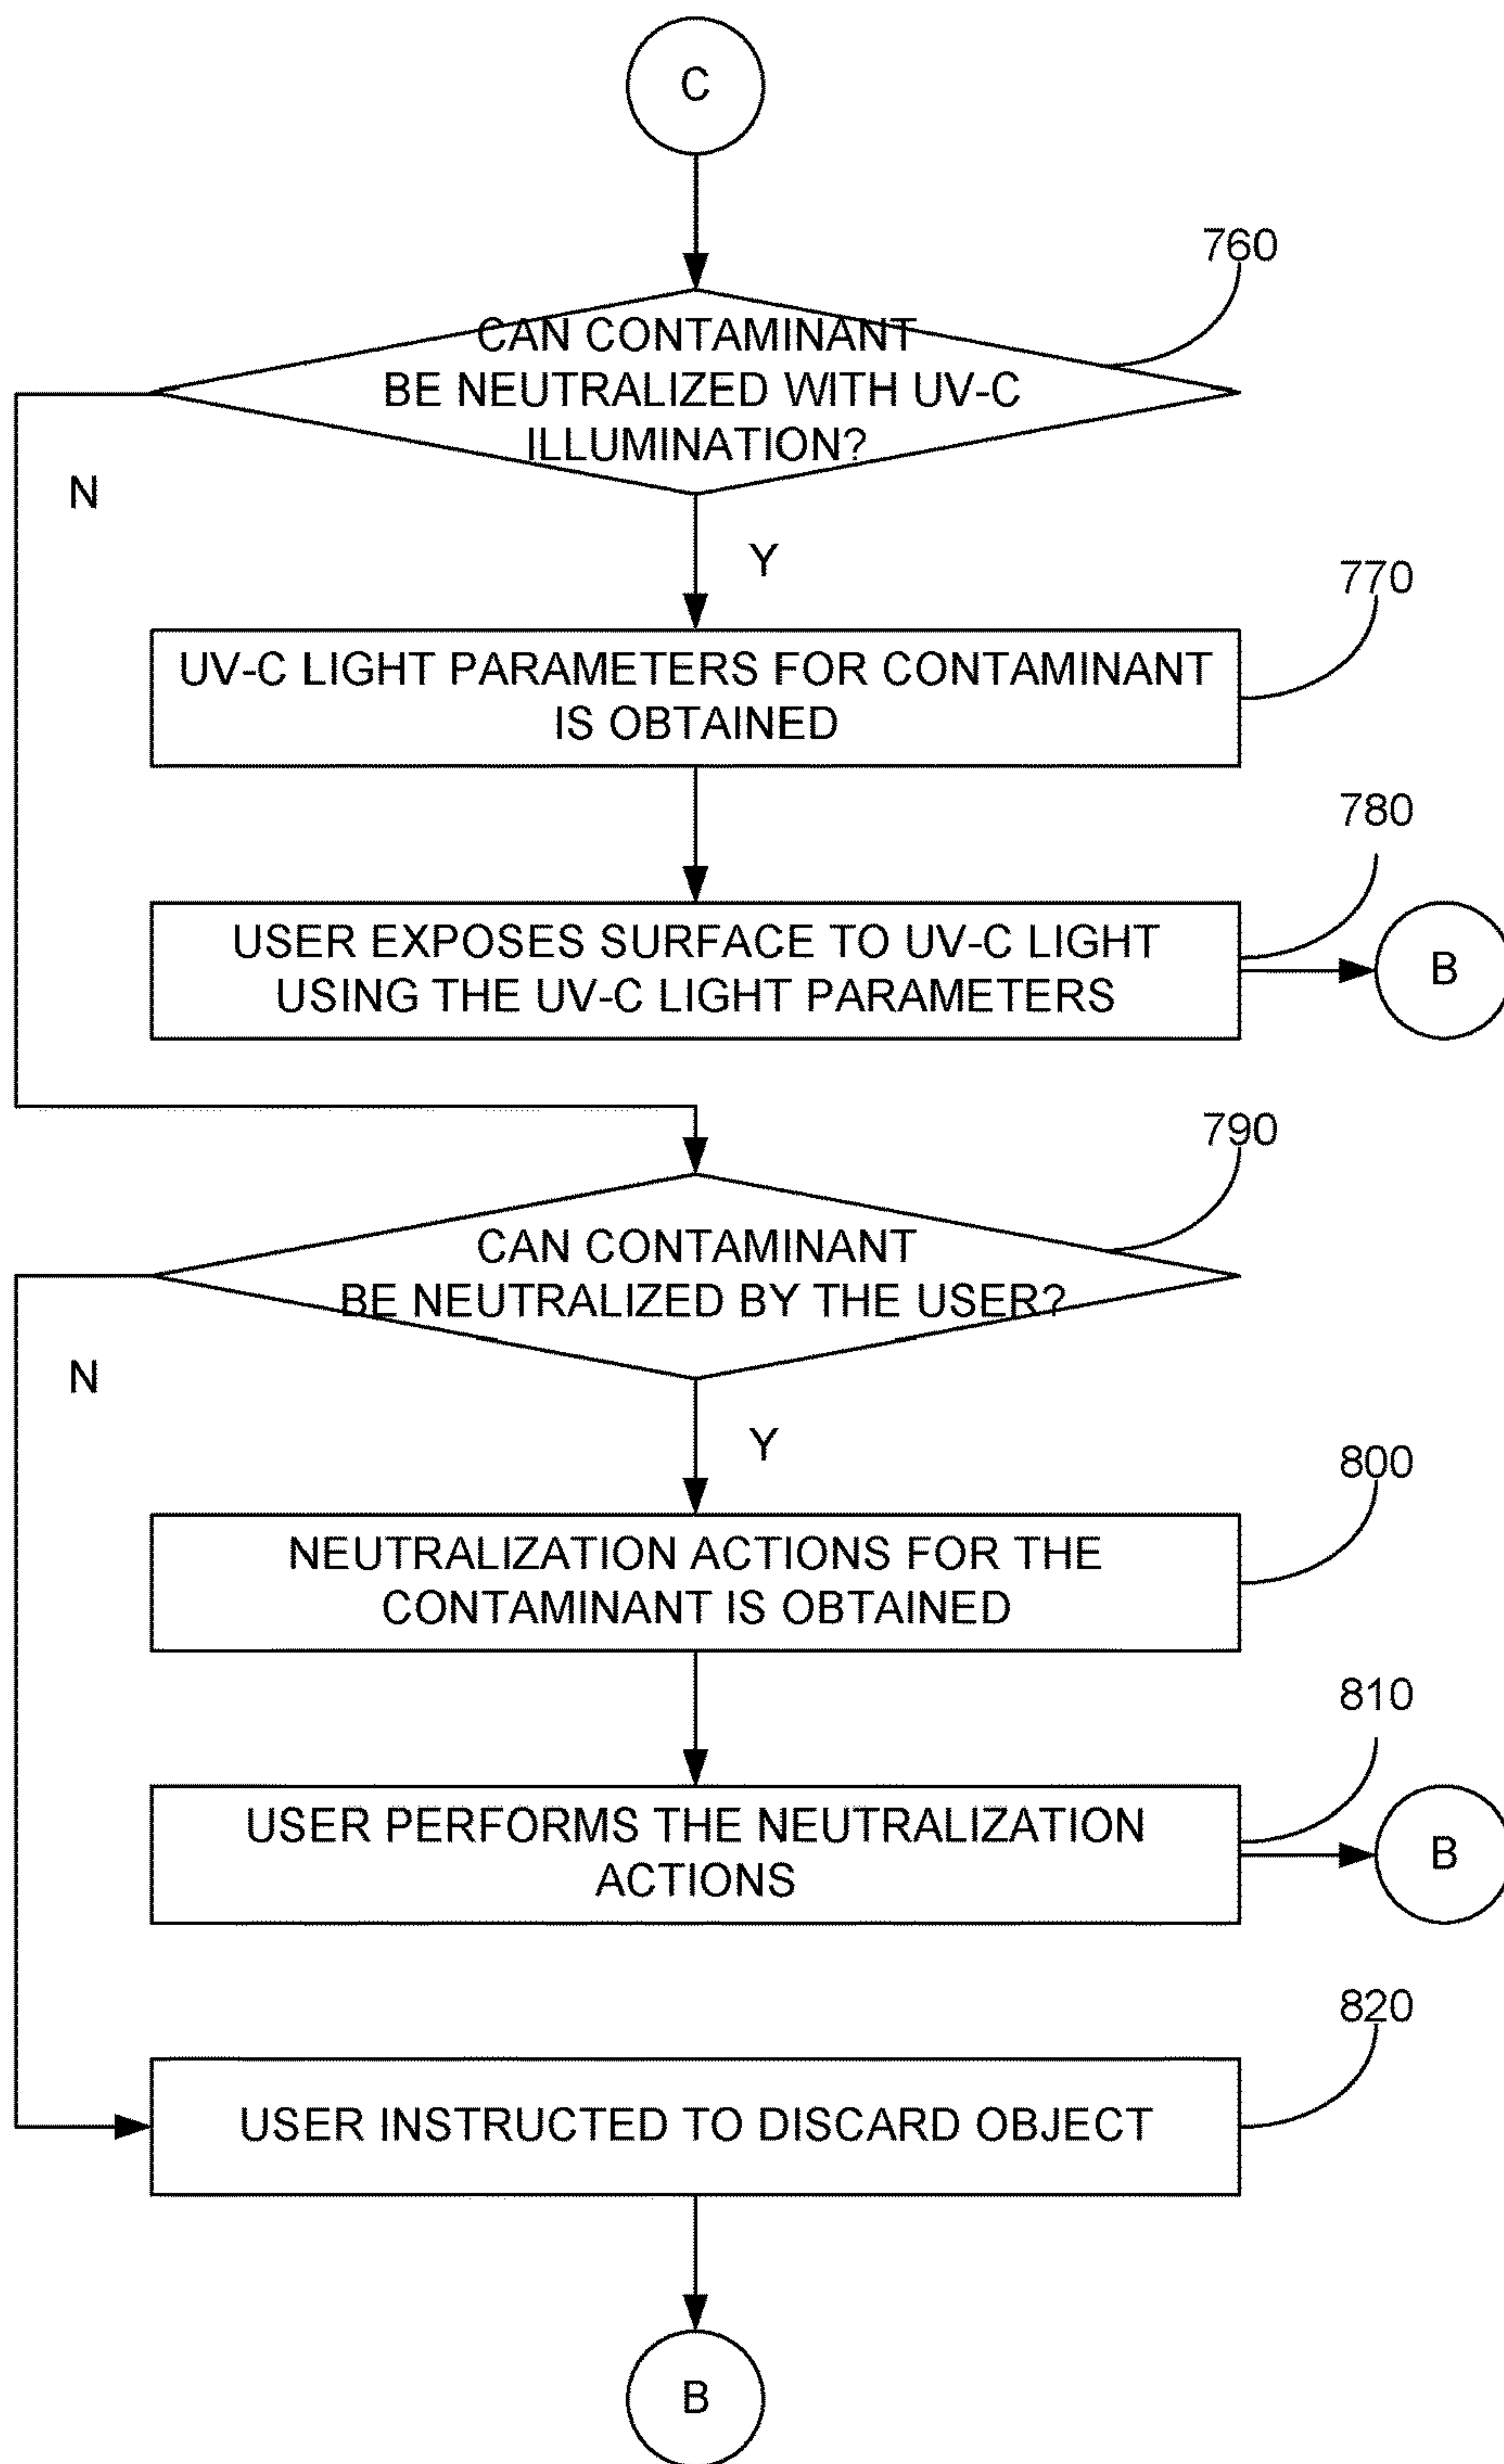 C
760
CAN CONTAMINANT
BE NEUTRALIZED WITH UV-C
ILLUMINATION?
N
Y
770
UV-C LIGHT PARAMETERS FOR CONTAMINANT
IS OBTAINED
780
USER EXPOSES SURFACE TO UV-C LIGHT
USING THE UV-C LIGHT PARAMETERS
B
790
CAN CONTAMINANT
BE NEUTRALIZED BY THE USER?
N
Y
800
NEUTRALIZATION ACTIONS FOR THE
CONTAMINANT IS OBTAINED
810
USER PERFORMS THE NEUTRALIZATION
ACTIONS
B
820
USER INSTRUCTED TO DISCARD OBJECT
B